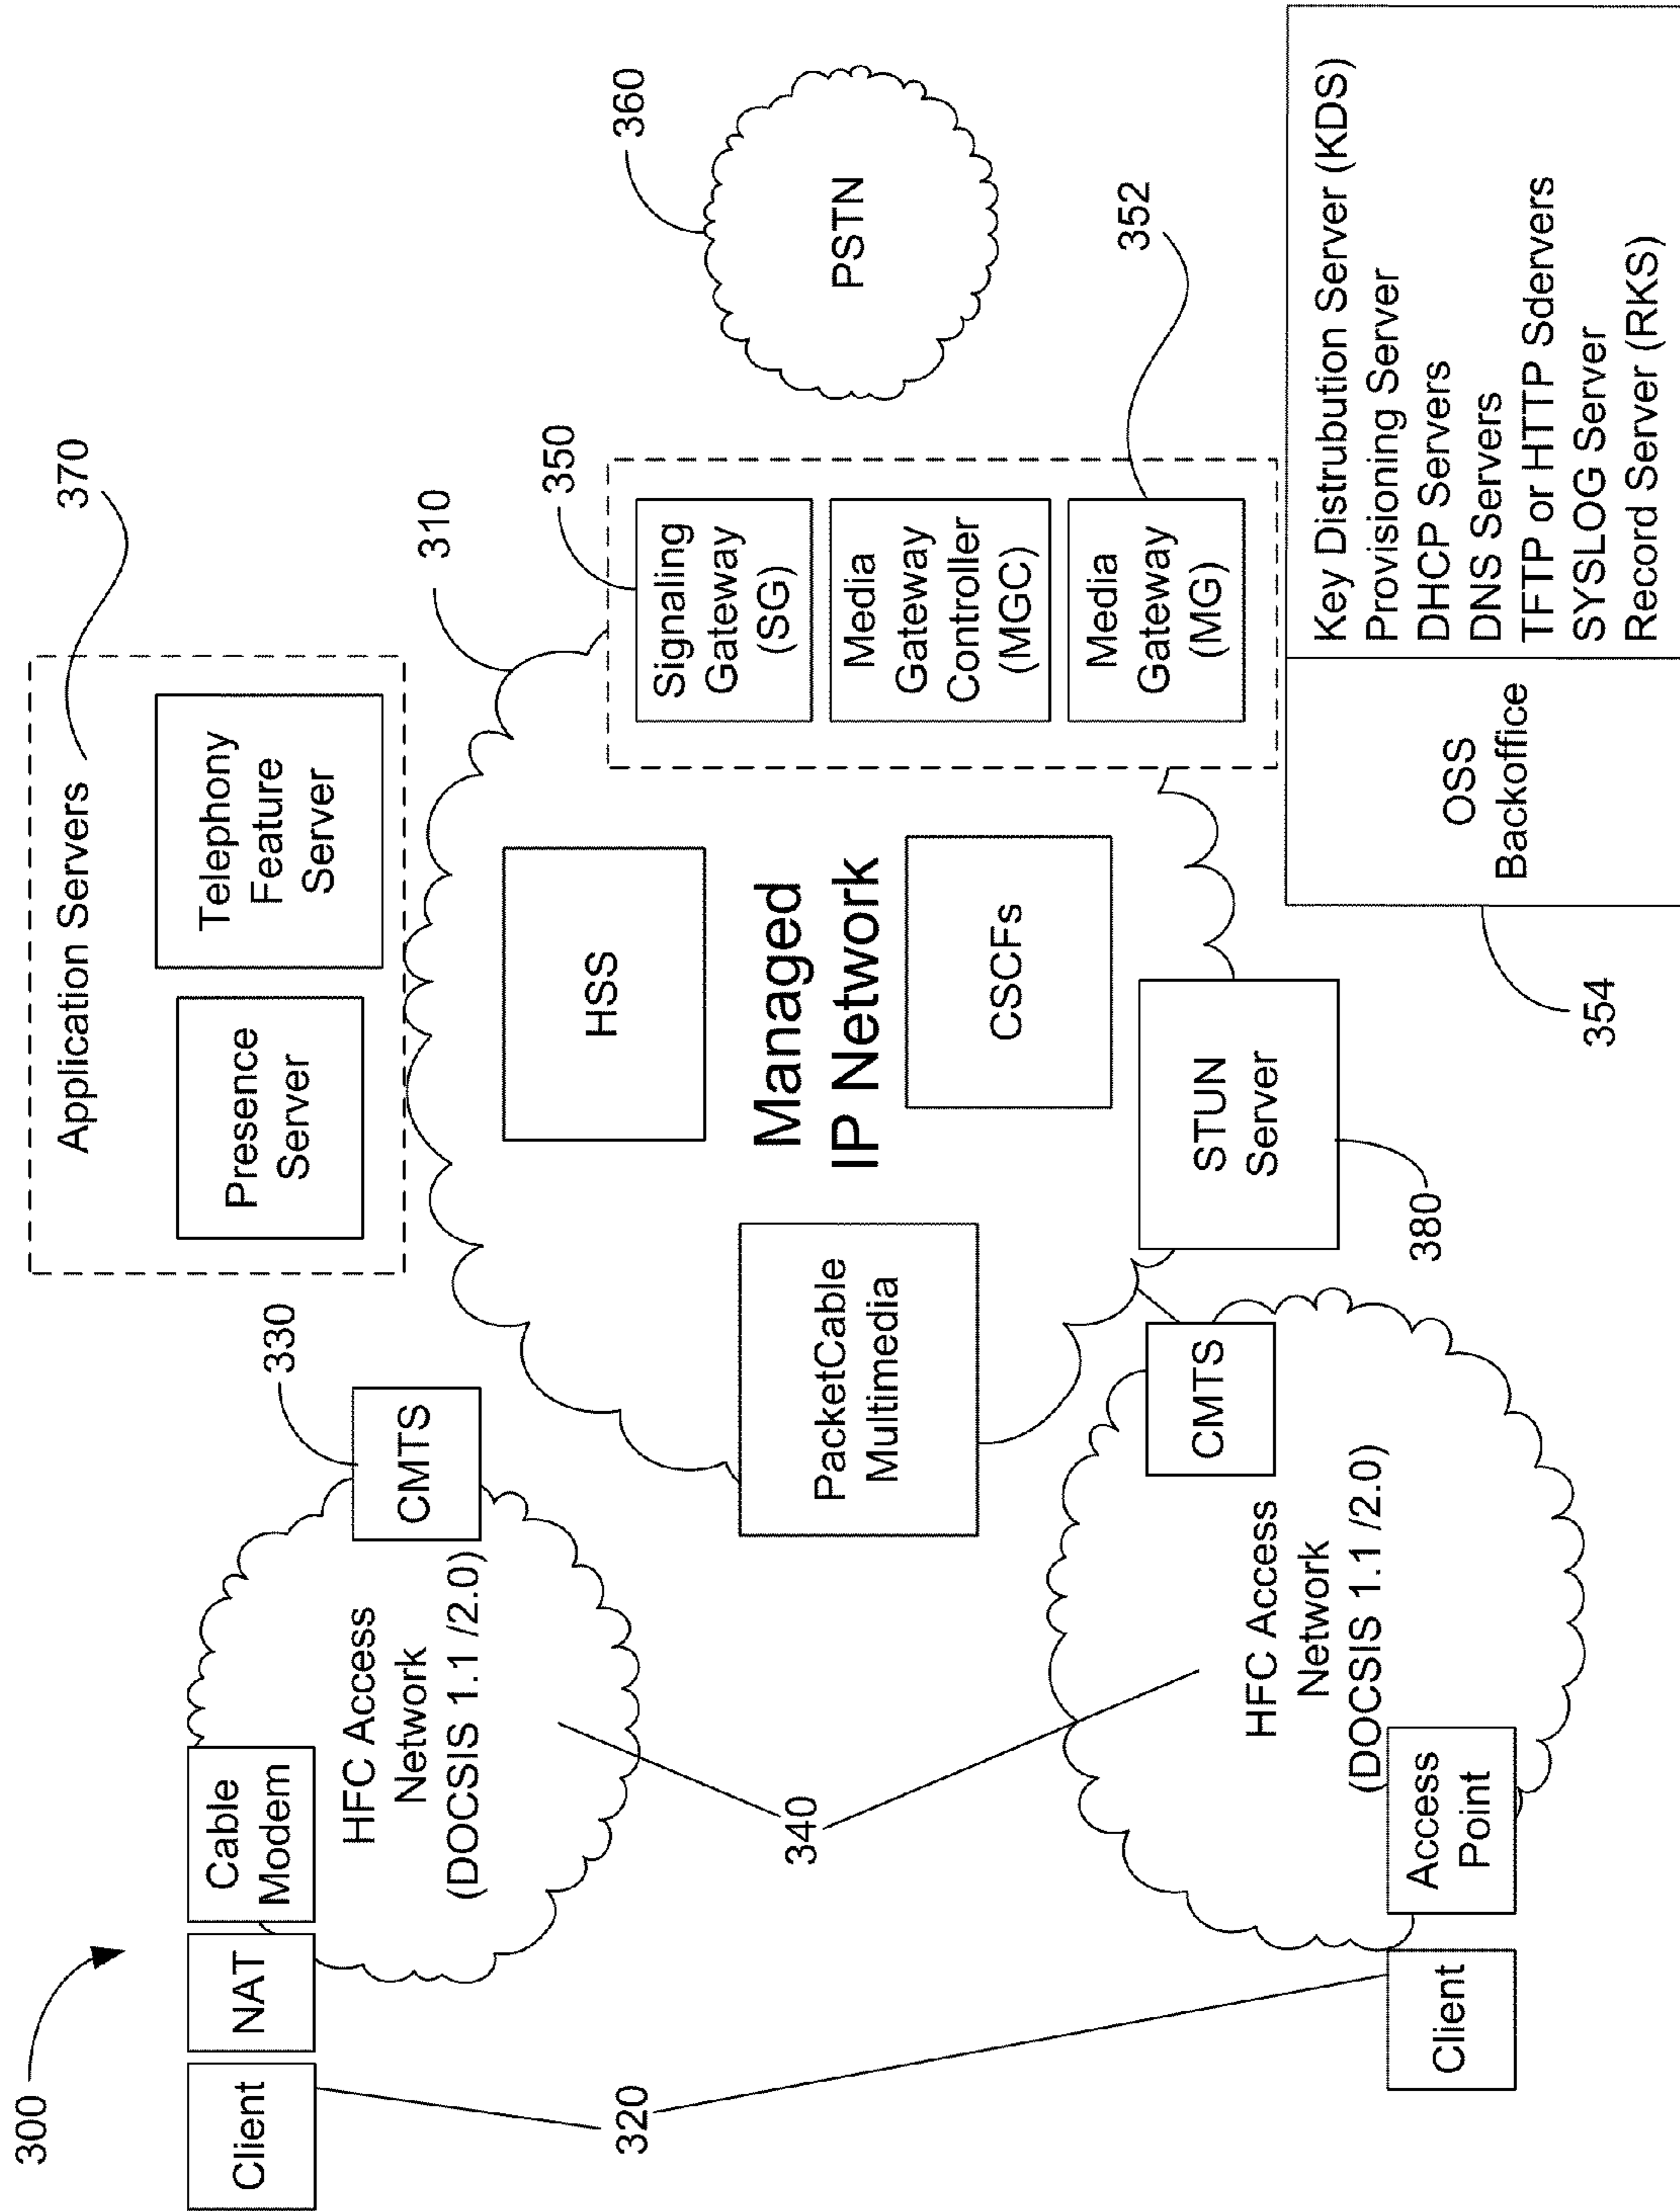 300
Client
NAT
Cable
Modem
HFC Access
Network
(DOCSIS 1.1 /2.0)
CMTS
330
320
340
Client
Access
Point
HFC Access
Network
(DOCSIS 1.1 /2.0)
CMTS
Application Servers
370
Presence
Server
Telephony
Feature
Server
310
HSS
Managed
IP Network
CSCFs
PacketCable
Multimedia
STUN
Server
380
350
Signaling
Gateway
(SG)
Media
Gateway
Controller
(MGC)
Media
Gateway
(MG)
352
360
PSTN
OSS
Backoffice
354
Key Distrubution Server (KDS)
Provisioning Server
DHCP Servers
DNS Servers
TFTP or HTTP Sdervers
SYSLOG Server
Record Server (RKS)